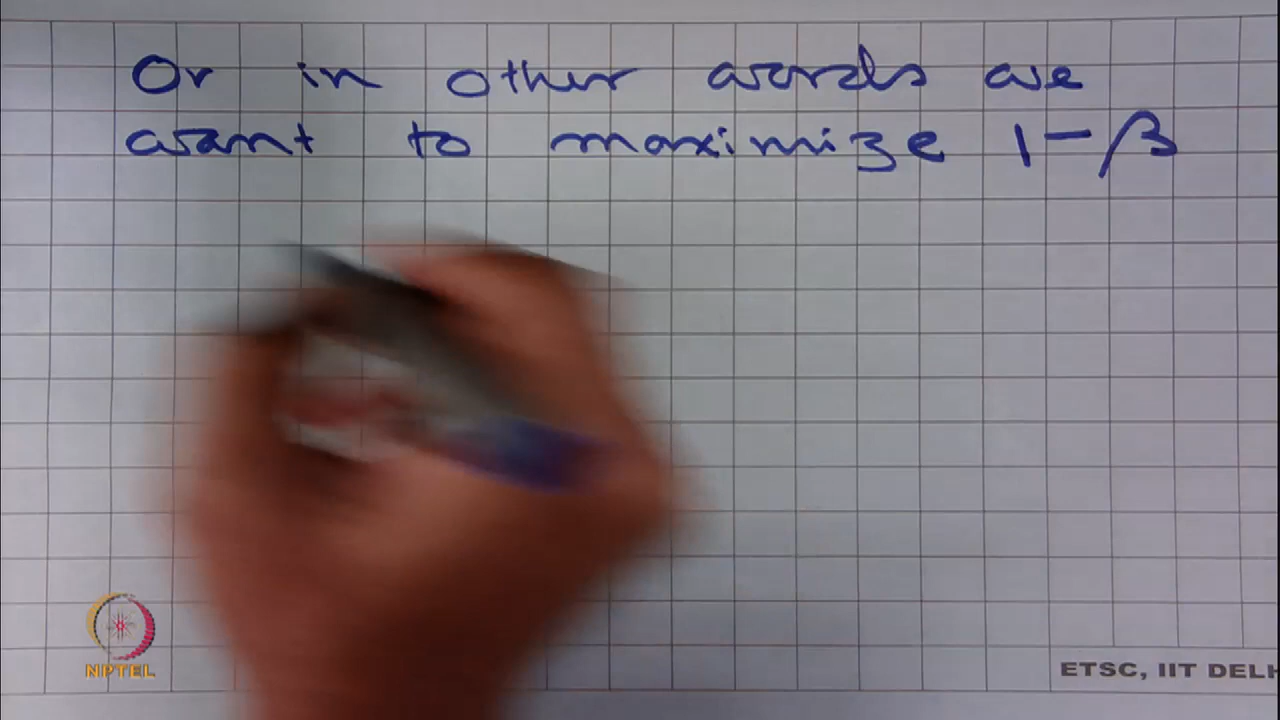 Or in other words we
want to maximize 1-β
NPTEL
ETSC, IIT DELH